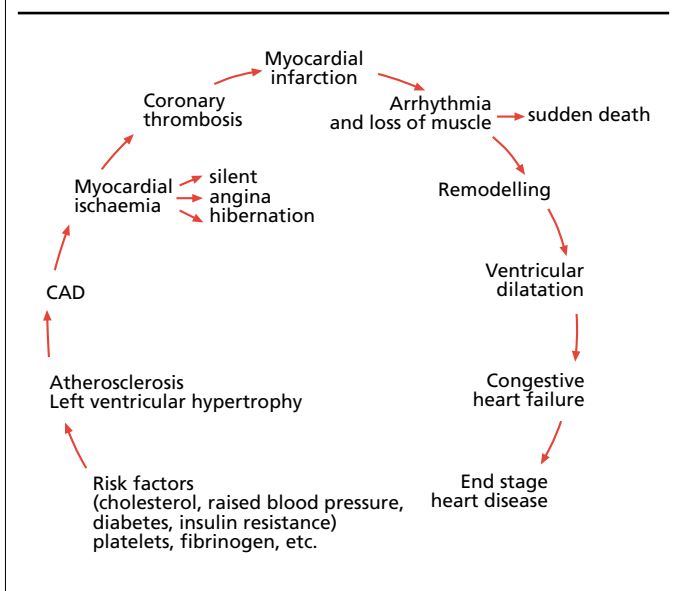 Myocardial
infarction
Coronary
thrombosis
Arrhythmia
and loss of muscle
sudden death
Myocardial
ischaemia
silent
angina
hibernation
Remodelling
CAD
Ventricular
dilatation
Atherosclerosis
Left ventricular hypertrophy
Congestive
heart failure
Risk factors
(cholesterol, raised blood pressure,
diabetes, insulin resistance)
platelets, fibrinogen, etc.
End stage
heart disease